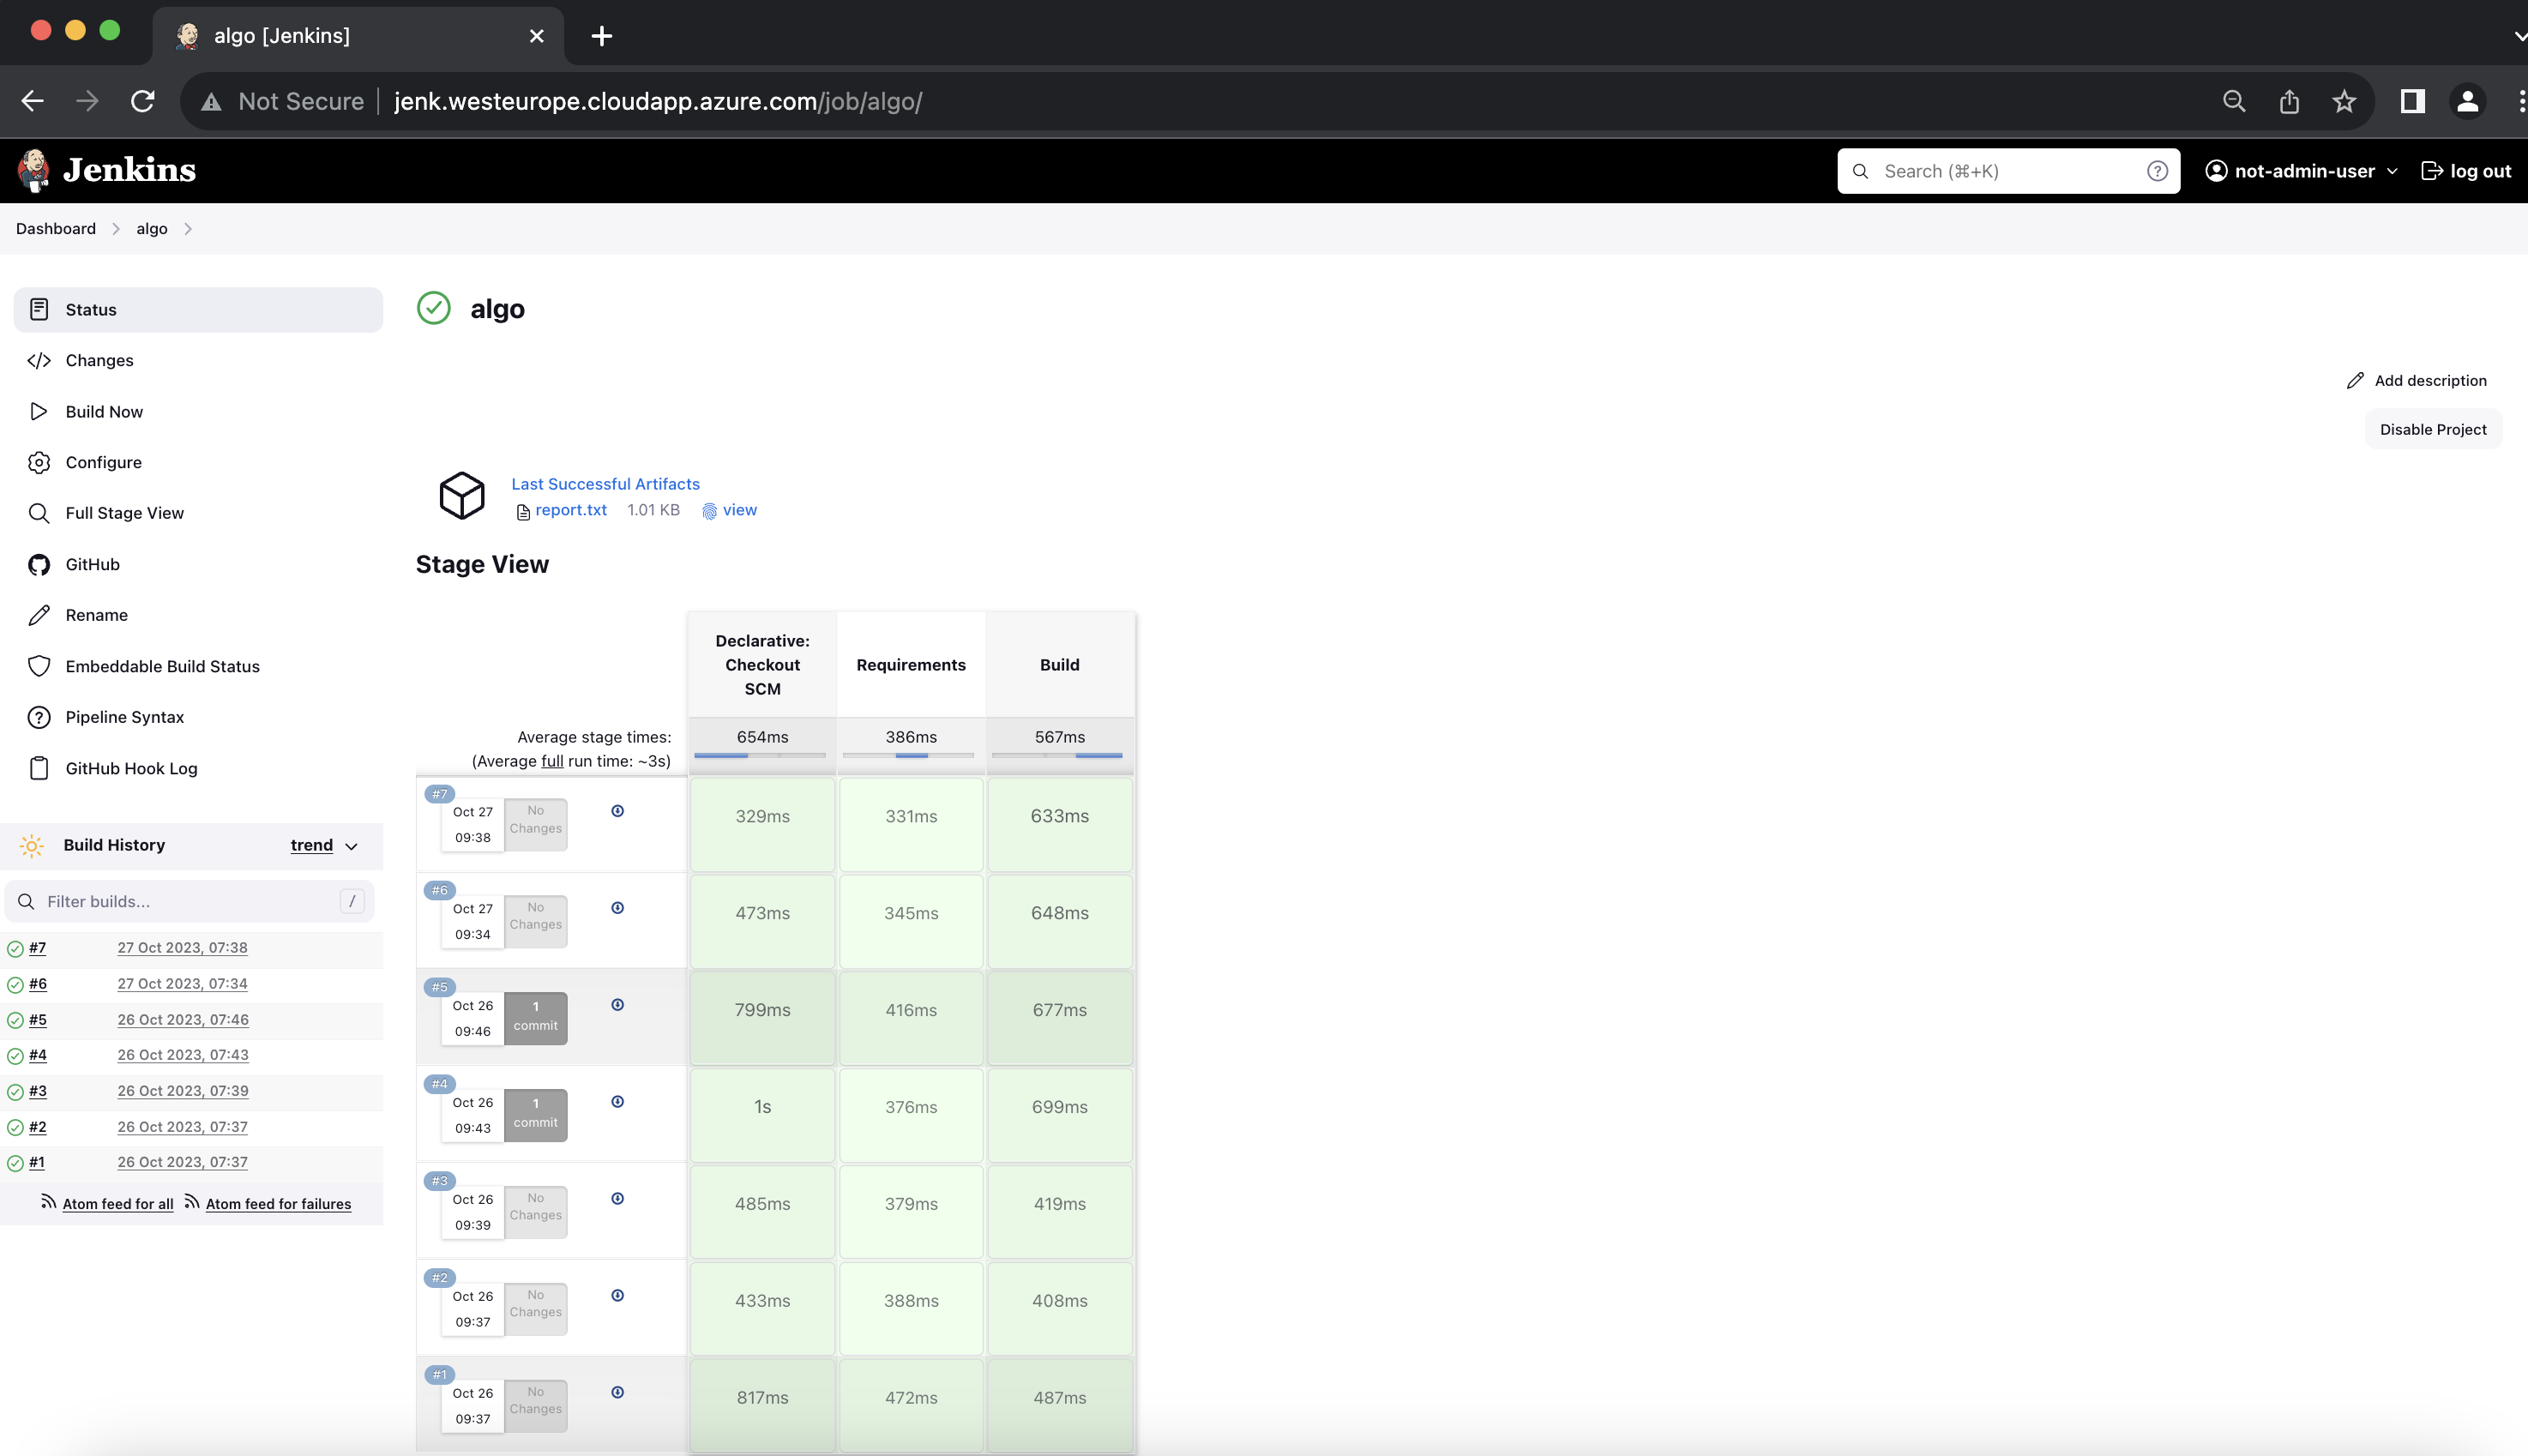 algo [Jenkins]
Not Secure jenk.westeurope.cloudapp.azure.com/job/algo/
Jenkins
Search (⌘+K)
not-admin-user
log out
Dashboard
algo
Status
Changes
Build Now
Configure
Full Stage View
GitHub
Rename
Embeddable Build Status
Pipeline Syntax
GitHub Hook Log
Build History
trend
Filter builds...
/
#7 27 Oct 2023, 07:38
#6 27 Oct 2023, 07:34
#5 26 Oct 2023, 07:46
#4 26 Oct 2023, 07:43
#3 26 Oct 2023, 07:39
#2 26 Oct 2023, 07:37
#1 26 Oct 2023, 07:37
Atom feed for all Atom feed for failures
algo
Add description
Disable Project
Last Successful Artifacts
report.txt 1.01 KB view
Stage View
Declarative:
Checkout
SCM
Requirements
Build
Average stage times:
(Average full run time: ~3s)
654ms 386ms 567ms
#7
Oct 27
09:38
No
Changes
329ms 331ms 633ms
#6
Oct 27
09:34
No
Changes
473ms 345ms 648ms
#5
Oct 26
09:46
1
commit
799ms 416ms 677ms
#4
Oct 26
09:43
1
commit
1s 376ms 699ms
#3
Oct 26
09:39
No
Changes
485ms 379ms 419ms
#2
Oct 26
09:37
No
Changes
433ms 388ms 408ms
#1
Oct 26
09:37
No
Changes
817ms 472ms 487ms